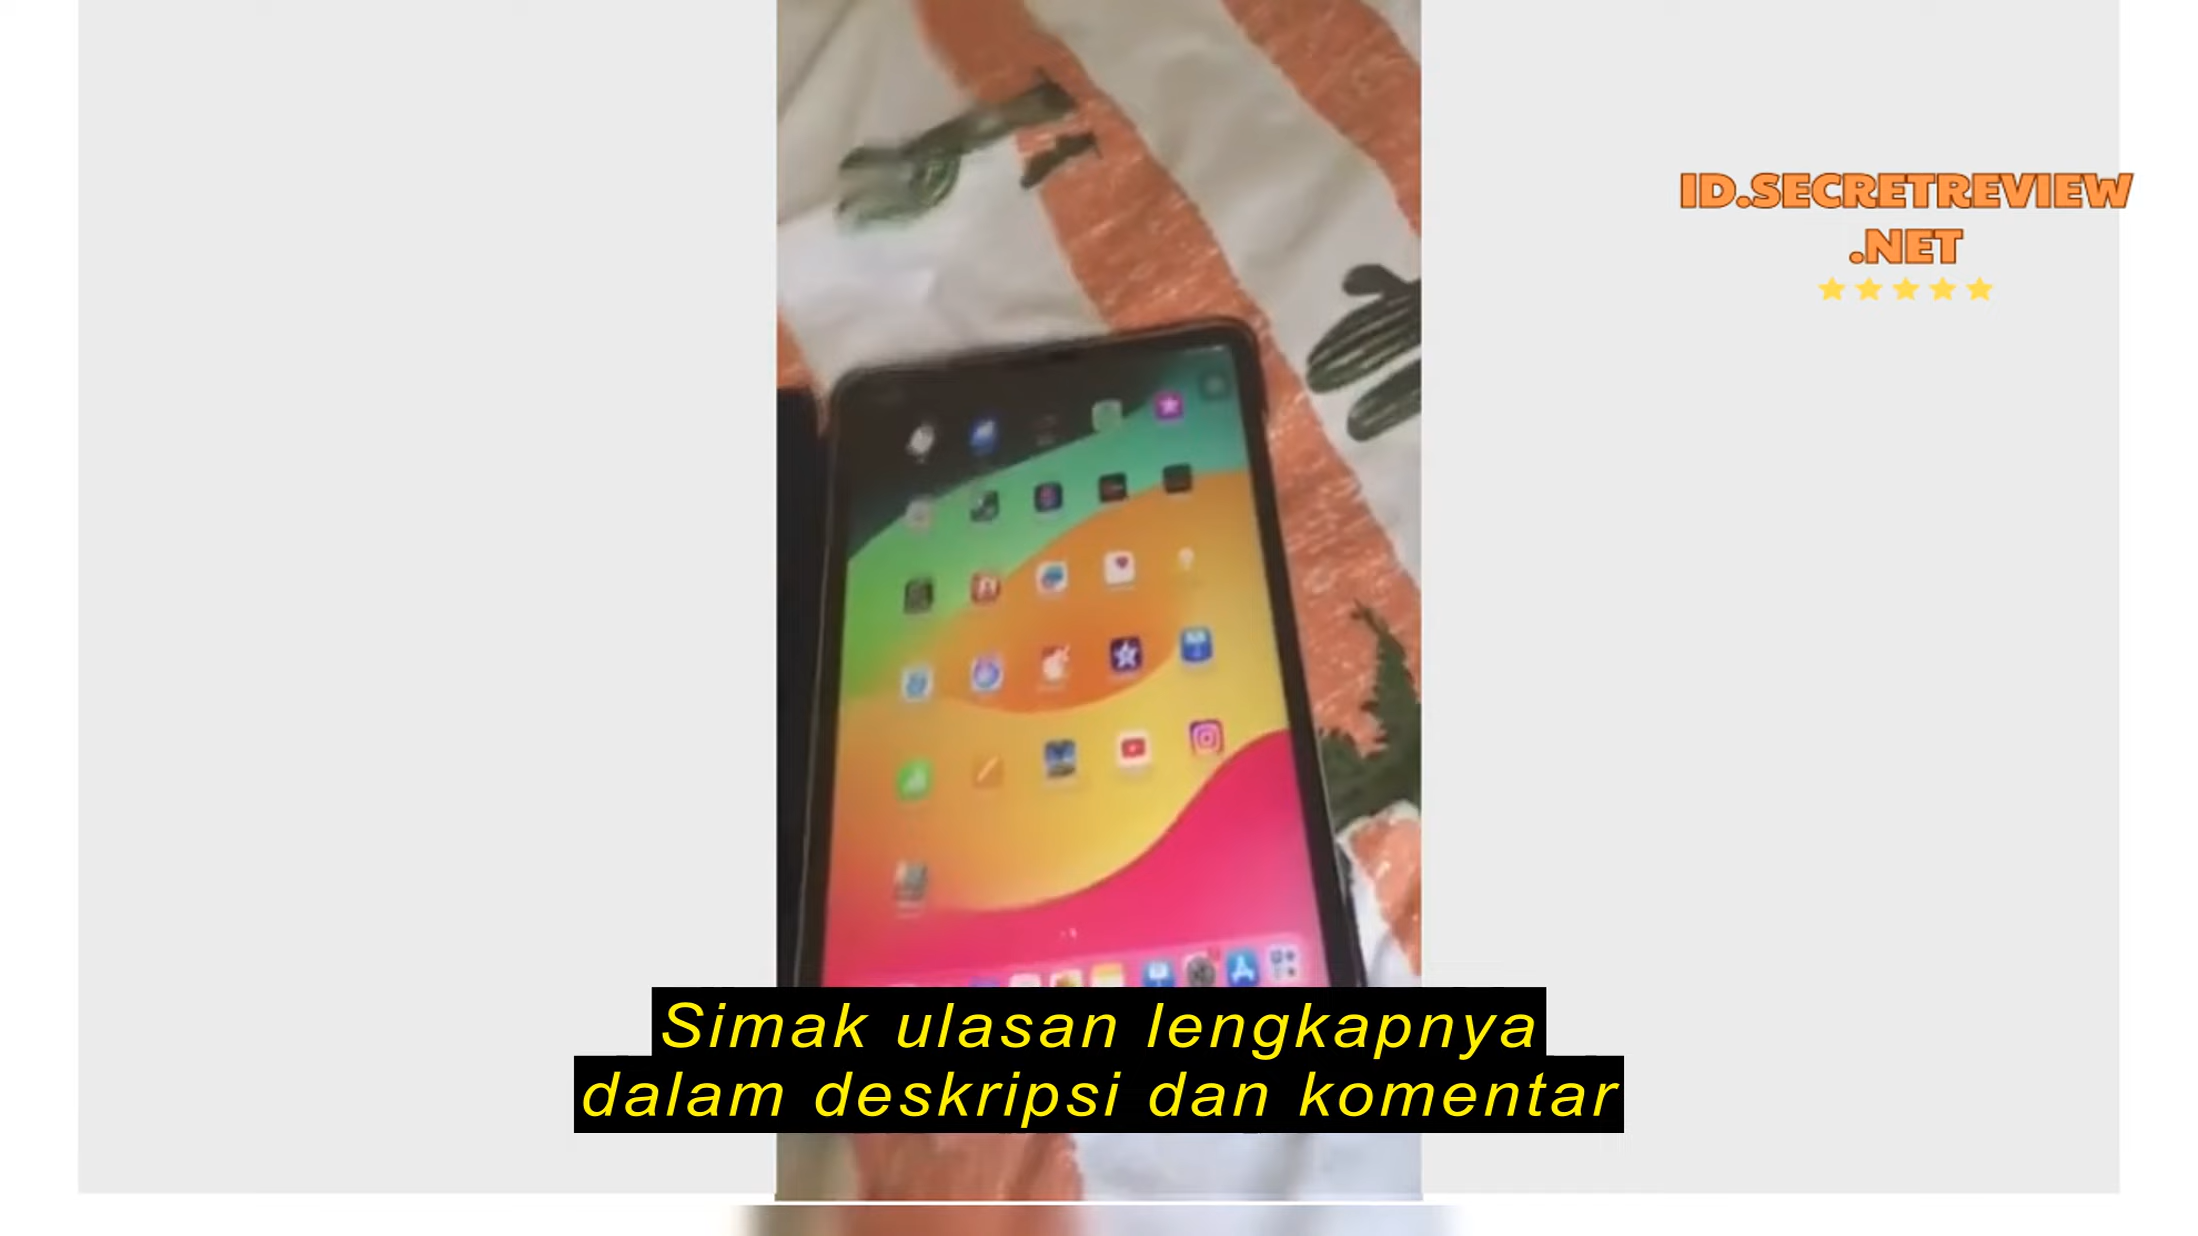 ID.SECRETREVIEW
.NET
Simak ulasan lengkapnya
dalam deskripsi dan komentar